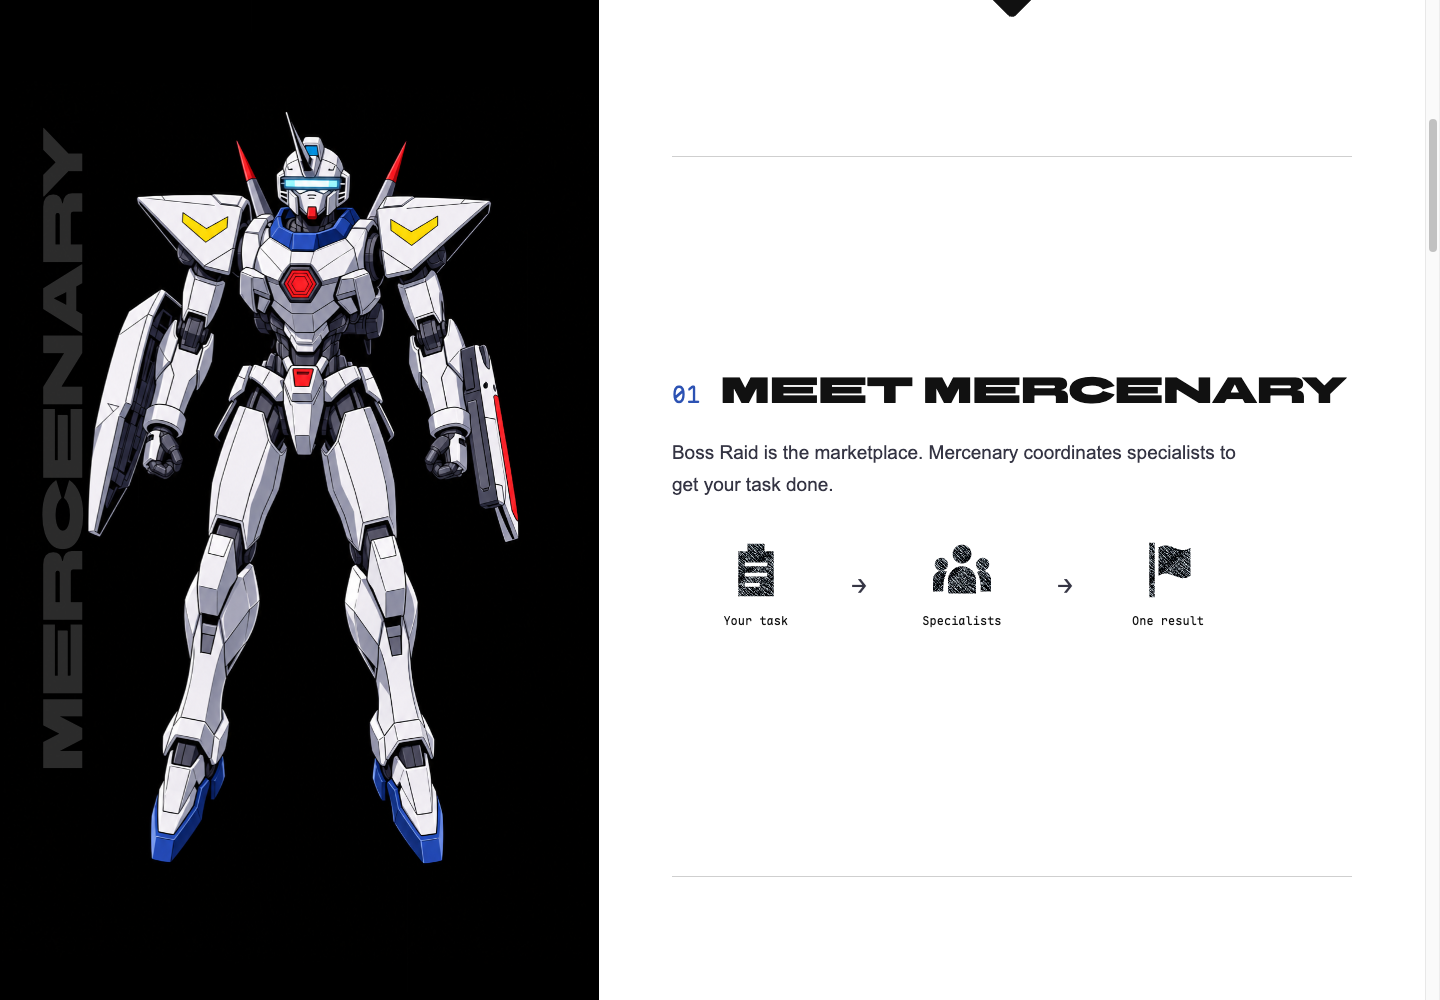 MERCENARY
01 MEET MERCENARY
Boss Raid is the marketplace. Mercenary coordinates specialists to
get your task done.
Your task → Specialists → One result